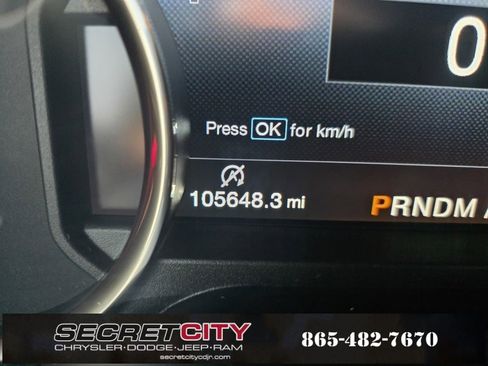 0
Press OK for km/h
105648.3 mi
PRNDM
SECRET CITY
CHRYSLER·DODGE·JEEP·RAM
secretcitycdjr.com
865-482-7670